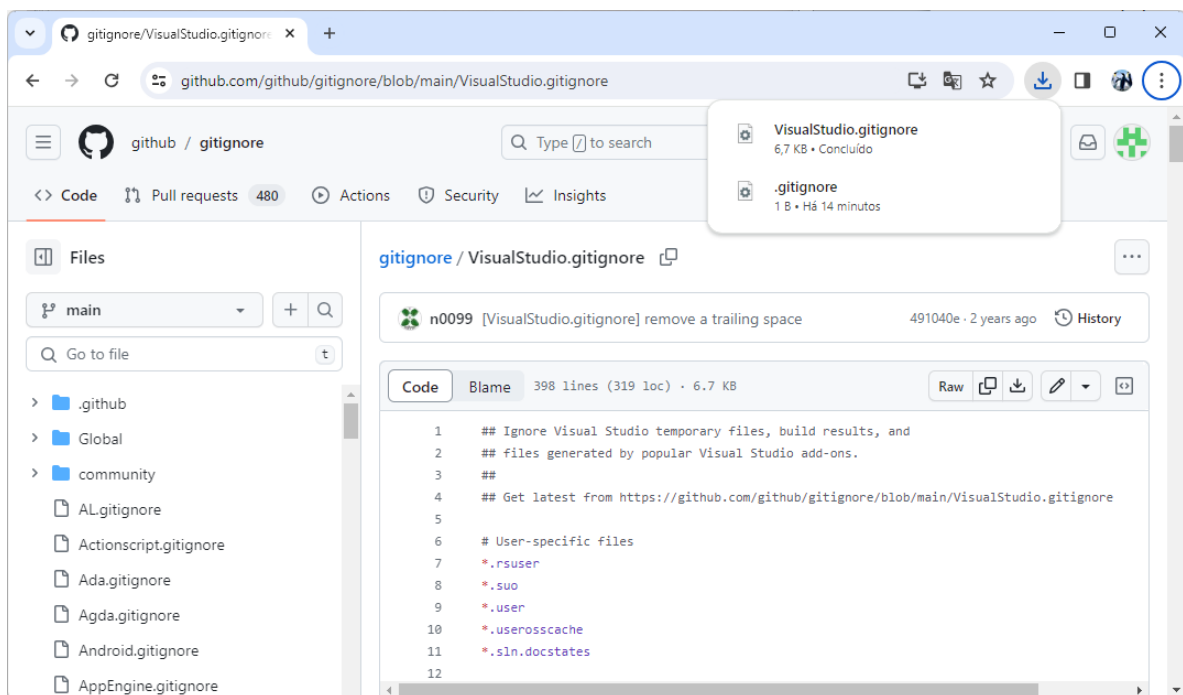 gitignore/VisualStudio.gitignore
github.com/github/gitignore/blob/main/VisualStudio.gitignore
VisualStudio.gitignore
6,7 KB • Concluído
.gitignore
1 B • Há 14 minutos
github / gitignore
Type / to search
Code
Pull requests 480
Actions
Security
Insights
Files
main
Go to file
t
.github
Global
community
AL.gitignore
Actionscript.gitignore
Ada.gitignore
Agda.gitignore
Android.gitignore
AppEngine.gitignore
gitignore / VisualStudio.gitignore
n0099 [VisualStudio.gitignore] remove a trailing space 491040e · 2 years ago History
Code Blame 398 lines (319 loc) · 6.7 KB Raw
1 ## Ignore Visual Studio temporary files, build results, and
2 ## files generated by popular Visual Studio add-ons.
3 ##
4 ## Get latest from https://github.com/github/gitignore/blob/main/VisualStudio.gitignore
5
6 # User-specific files
7 *.rsuser
8 *.suo
9 *.user
10 *.userosscache
11 *.sln.docstates
12